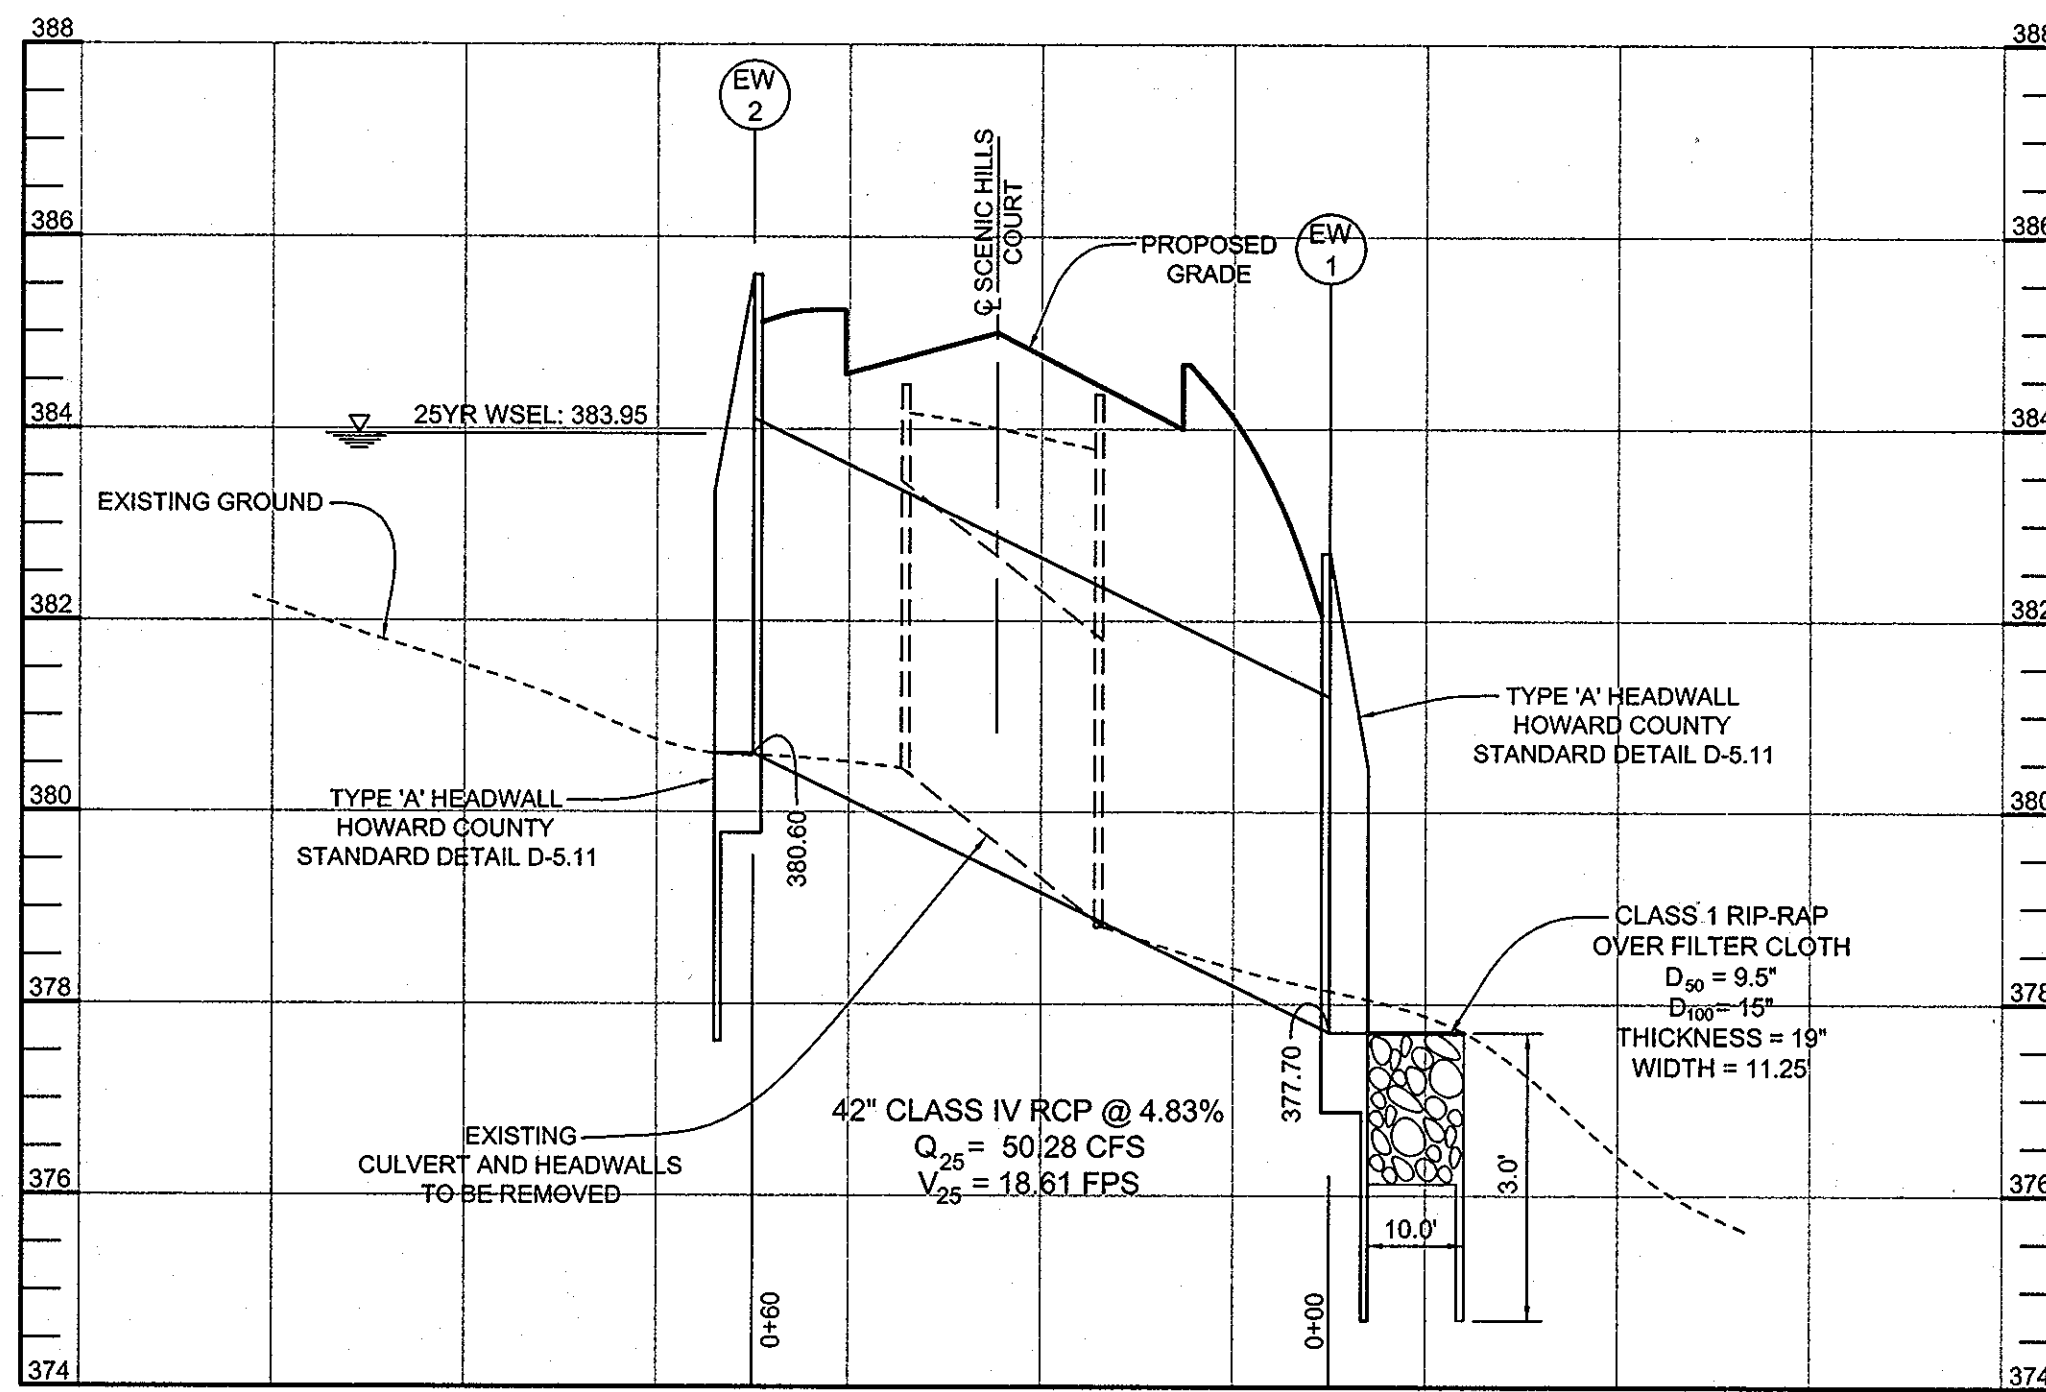 388
388
EW
2
℄ SCENIC HILLS
COURT
386
386
PROPOSED
GRADE
EW
1
384
384
25YR WSEL: 383.95
EXISTING GROUND
382
382
TYPE 'A' HEADWALL
HOWARD COUNTY
STANDARD DETAIL D-5.11
380
380
TYPE 'A' HEADWALL
HOWARD COUNTY
STANDARD DETAIL D-5.11
380.60
CLASS 1 RIP-RAP
OVER FILTER CLOTH
D50 = 9.5"
D100 = 15"
THICKNESS = 19"
WIDTH = 11.25'
378
378
377.70
42" CLASS IV RCP @ 4.83%
Q25 = 50.28 CFS
V25 = 18.61 FPS
EXISTING
CULVERT AND HEADWALLS
TO BE REMOVED
376
376
3.0'
10.0'
0+60
0+00
374
374